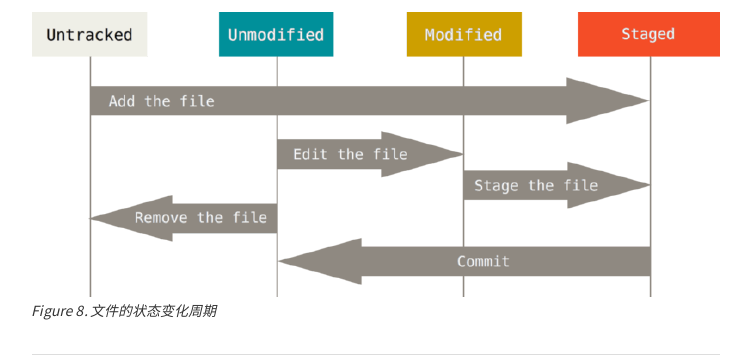 Untracked Unmodified Modified Staged
Add the file
Edit the file
Stage the file
Remove the file
Commit
Figure 8. 文件的状态变化周期